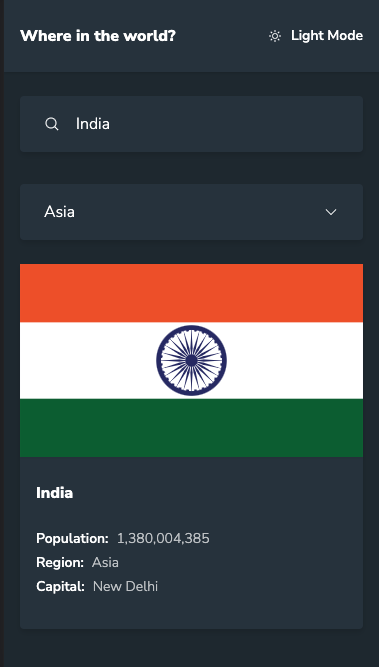 Where in the world? Light Mode
India
Asia
India
Population: 1,380,004,385
Region: Asia
Capital: New Delhi